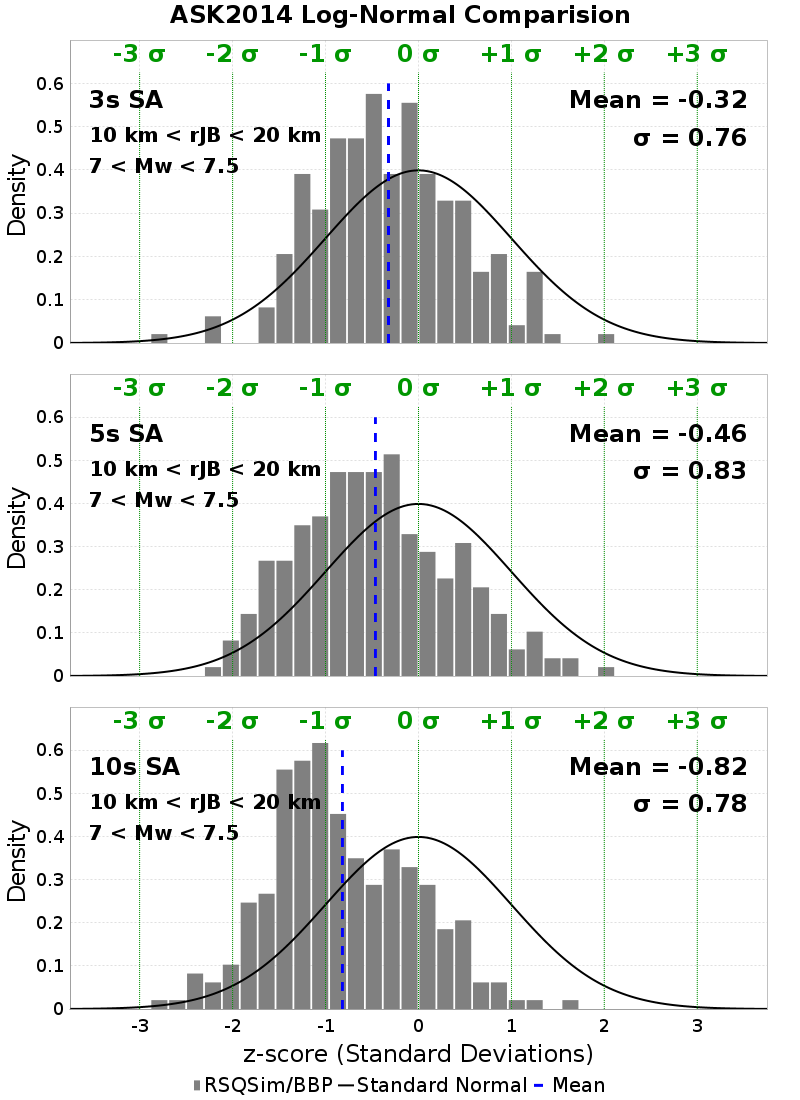 ASK2014 Log-Normal Comparision
-3 σ -2 σ -1 σ 0 σ +1 σ +2 σ +3 σ
3s SA
10 km < rJB < 20 km
7 < Mw < 7.5
Mean = -0.32
σ = 0.76
Density
0.6
0.5
0.4
0.3
0.2
0.1
0
-3 σ -2 σ -1 σ 0 σ +1 σ +2 σ +3 σ
5s SA
10 km < rJB < 20 km
7 < Mw < 7.5
Mean = -0.46
σ = 0.83
Density
0.6
0.5
0.4
0.3
0.2
0.1
0
-3 σ -2 σ -1 σ 0 σ +1 σ +2 σ +3 σ
10s SA
10 km < rJB < 20 km
7 < Mw < 7.5
Mean = -0.82
σ = 0.78
Density
0.6
0.5
0.4
0.3
0.2
0.1
0
-3 -2 -1 0 1 2 3
z-score (Standard Deviations)
RSQSim/BBP Standard Normal Mean